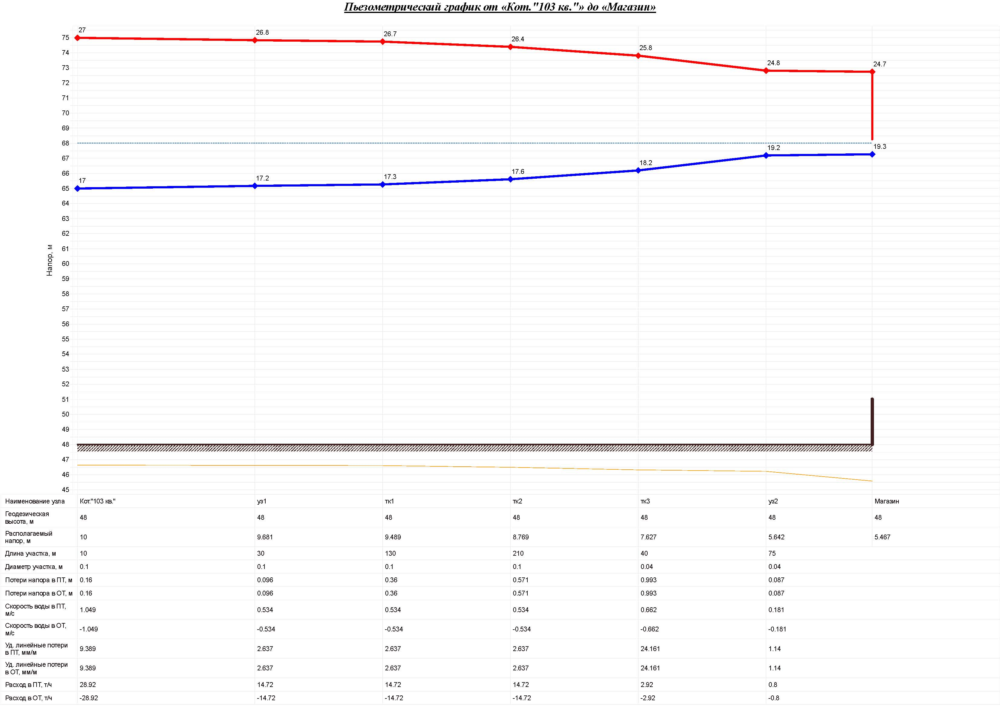 Пьезометрический график от «Кот."103 кв."» до «Магазин»
27
26.8
26.7
26.4
25.8
24.8
24.7
75
74
73
72
71
70
69
68
67
66
65
64
63
62
61
60
59
58
57
56
55
54
53
52
51
50
49
48
47
46
45
Напор, м
17
17.2
17.3
17.6
18.2
19.2
19.3
Наименование узла Кот."103 кв." уз1 тк1 тк2 тк3 уз2 Магазин
Геодезическая
высота, м 48 48 48 48 48 48 48
Располагаемый
напор, м 10 9.681 9.489 8.769 7.627 5.642 5.467
Длина участка, м 10 30 130 210 40 75
Диаметр участка, м 0.1 0.1 0.1 0.1 0.04 0.04
Потери напора в ПТ, м 0.16 0.096 0.36 0.571 0.993 0.087
Потери напора в ОТ, м 0.16 0.096 0.36 0.571 0.993 0.087
Скорость воды в ПТ,
м/с 1.049 0.534 0.534 0.534 0.662 0.181
Скорость воды в ОТ,
м/с -1.049 -0.534 -0.534 -0.534 -0.662 -0.181
Уд. линейные потери
в ПТ, мм/м 9.389 2.637 2.637 2.637 24.161 1.14
Уд. линейные потери
в ОТ, мм/м 9.389 2.637 2.637 2.637 24.161 1.14
Расход в ПТ, т/ч 28.92 14.72 14.72 14.72 2.92 0.8
Расход в ОТ, т/ч -28.92 -14.72 -14.72 -14.72 -2.92 -0.8